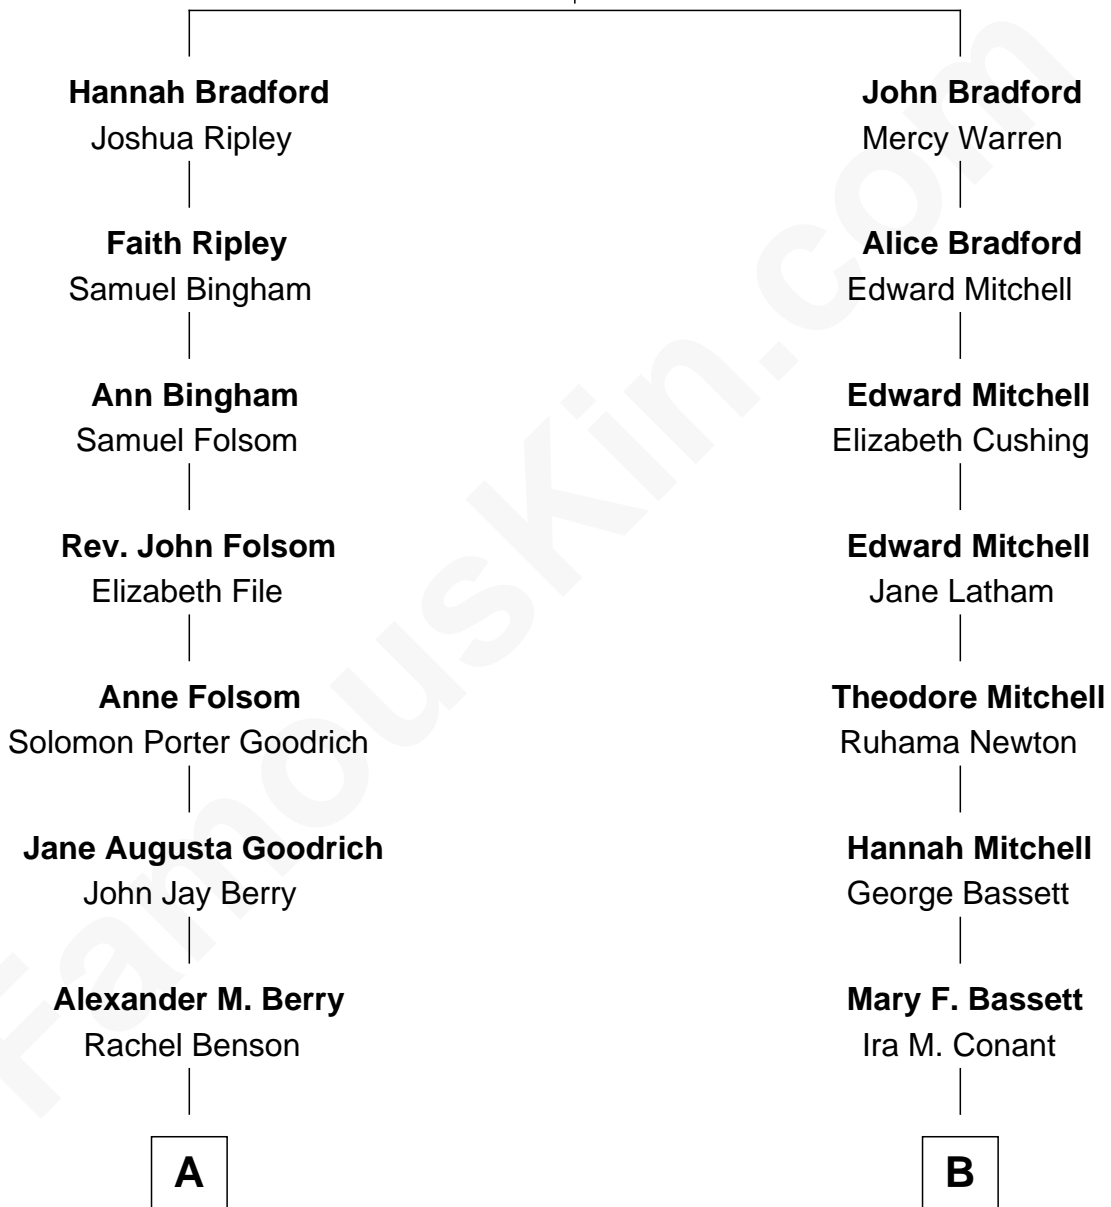 Hannah Bradford
Joshua Ripley
Faith Ripley
Samuel Bingham
Ann Bingham
Samuel Folsom
Rev. John Folsom
Elizabeth File
Anne Folsom
Solomon Porter Goodrich
Jane Augusta Goodrich
John Jay Berry
Alexander M. Berry
Rachel Benson
A
John Bradford
Mercy Warren
Alice Bradford
Edward Mitchell
Edward Mitchell
Elizabeth Cushing
Edward Mitchell
Jane Latham
Theodore Mitchell
Ruhama Newton
Hannah Mitchell
George Bassett
Mary F. Bassett
Ira M. Conant
B
FamousKin.com